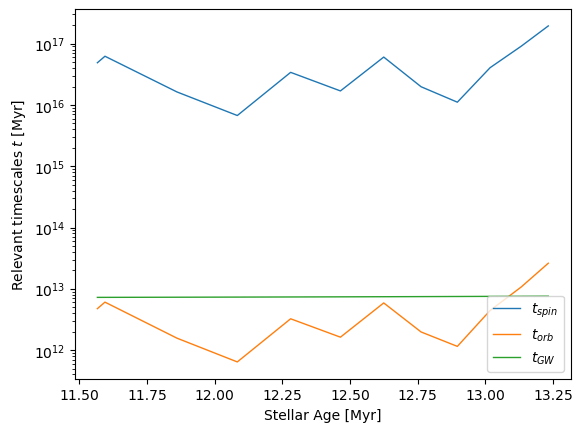 10^17
10^16
10^15
10^14
10^13
10^12
Relevant timescales t [Myr]
11.50 11.75 12.00 12.25 12.50 12.75 13.00 13.25
Stellar Age [Myr]
t_spin
t_orb
t_GW